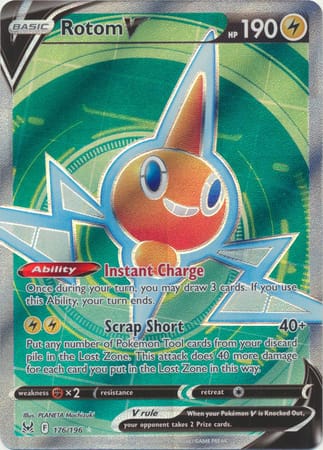 BASIC Rotom V HP 190
Ability Instant Charge
Once during your turn, you may draw 3 cards. If you use
this Ability, your turn ends.
Scrap Short 40+
Put any number of Pokémon Tool cards from your discard
pile in the Lost Zone. This attack does 40 more damage
for each card you put in the Lost Zone in this way.
weakness ×2 resistance retreat
Illus. PLANETA Mochizuki
V rule When your Pokémon V is Knocked Out,
your opponent takes 2 Prize cards.
F 176/196
GAME FREAK